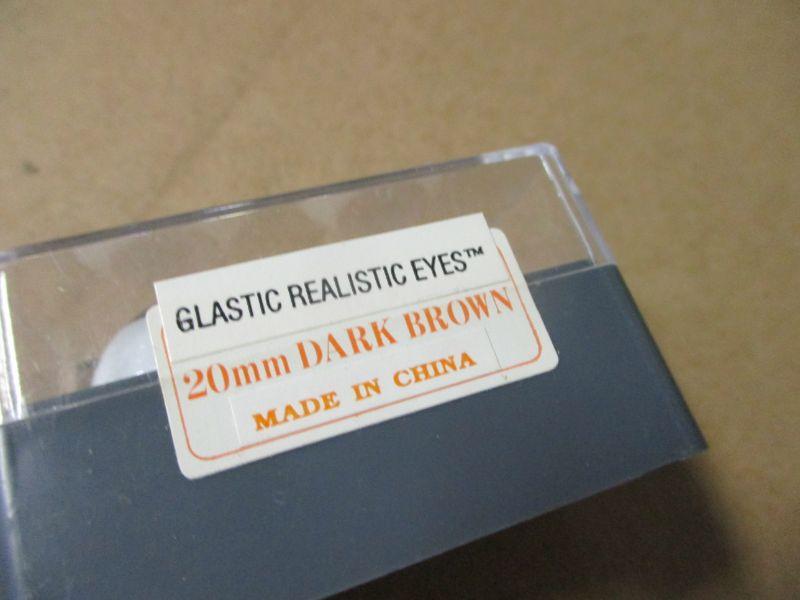 GLASTIC REALISTIC EYES™
20mm DARK BROWN
MADE IN CHINA